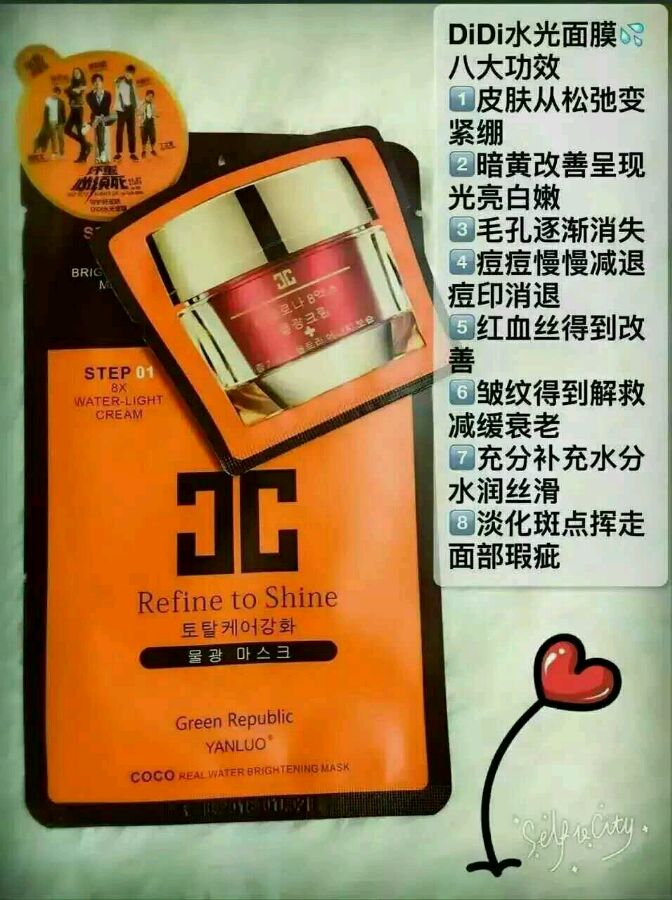 DiDi水光面膜💦
八大功效
1️⃣皮肤从松弛变
紧绷
2️⃣暗黄改善呈现
光亮白嫩
3️⃣毛孔逐渐消失
4️⃣痘痘慢慢减退
痘印消退
5️⃣红血丝得到改
善
6️⃣皱纹得到解救
减缓衰老
7️⃣充分补充水分
水润丝滑
8️⃣淡化斑点挥走
面部瑕疵
STEP 01
8X
WATER-LIGHT
CREAM
Refine to Shine
토탈케어강화
물광 마스크
Green Republic
YANLUO®
COCO REAL WATER BRIGHTENING MASK
Selfie City